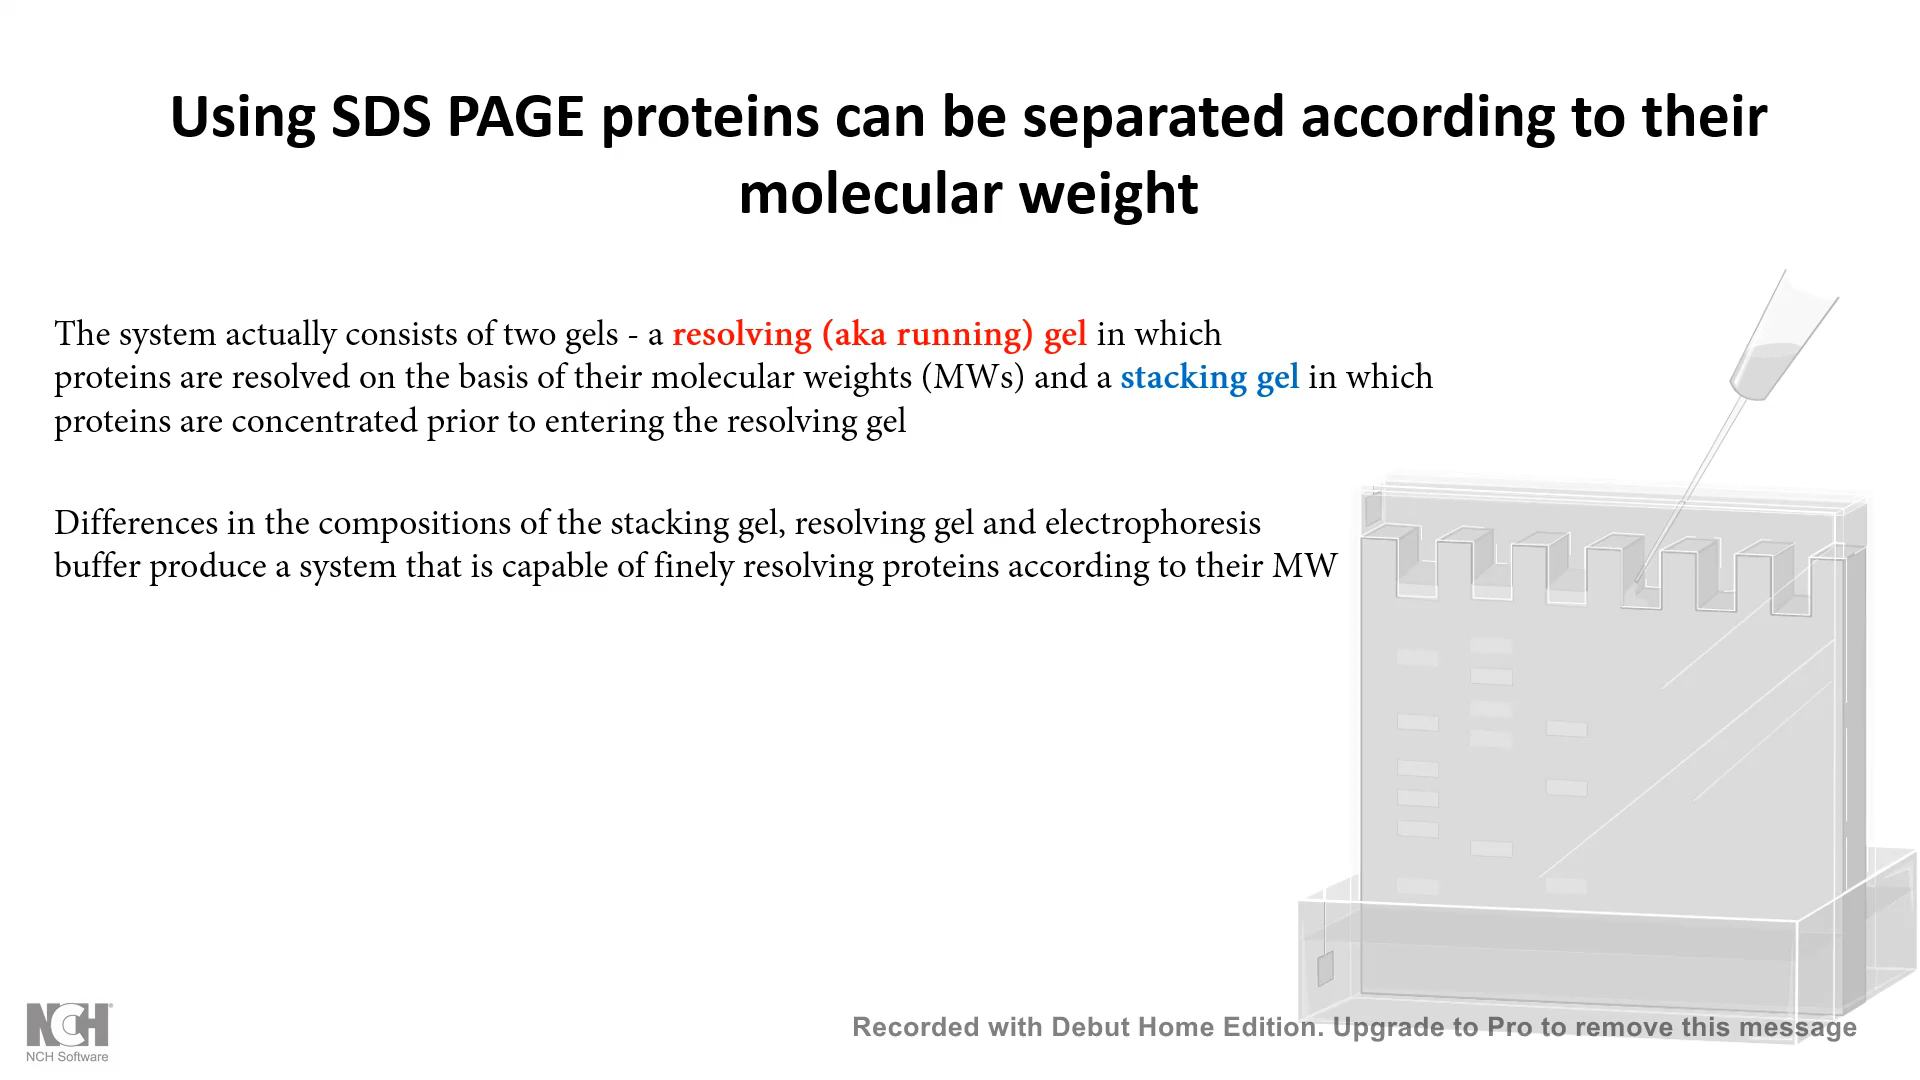 Using SDS PAGE proteins can be separated according to their
molecular weight
The system actually consists of two gels - a resolving (aka running) gel in which
proteins are resolved on the basis of their molecular weights (MWs) and a stacking gel in which
proteins are concentrated prior to entering the resolving gel
Differences in the compositions of the stacking gel, resolving gel and electrophoresis
buffer produce a system that is capable of finely resolving proteins according to their MW
NCH
NCH Software
Recorded with Debut Home Edition. Upgrade to Pro to remove this message